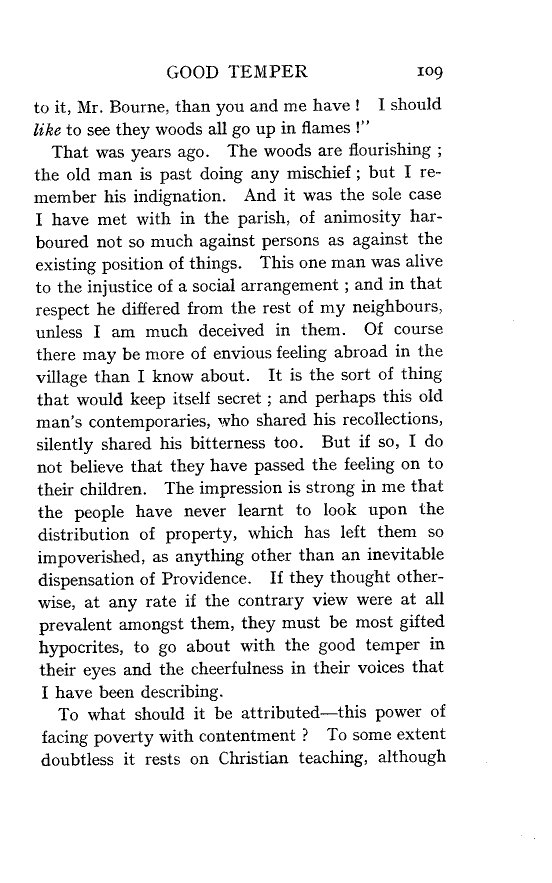 GOOD TEMPER 109
to it, Mr. Bourne, than you and me have ! I should
like to see they woods all go up in flames !"
That was years ago. The woods are flourishing ;
the old man is past doing any mischief ; but I re-
member his indignation. And it was the sole case
I have met with in the parish, of animosity har-
boured not so much against persons as against the
existing position of things. This one man was alive
to the injustice of a social arrangement ; and in that
respect he differed from the rest of my neighbours,
unless I am much deceived in them. Of course
there may be more of envious feeling abroad in the
village than I know about. It is the sort of thing
that would keep itself secret ; and perhaps this old
man's contemporaries, who shared his recollections,
silently shared his bitterness too. But if so, I do
not believe that they have passed the feeling on to
their children. The impression is strong in me that
the people have never learnt to look upon the
distribution of property, which has left them so
impoverished, as anything other than an inevitable
dispensation of Providence. If they thought other-
wise, at any rate if the contrary view were at all
prevalent amongst them, they must be most gifted
hypocrites, to go about with the good temper in
their eyes and the cheerfulness in their voices that
I have been describing.
To what should it be attributed—this power of
facing poverty with contentment ? To some extent
doubtless it rests on Christian teaching, although